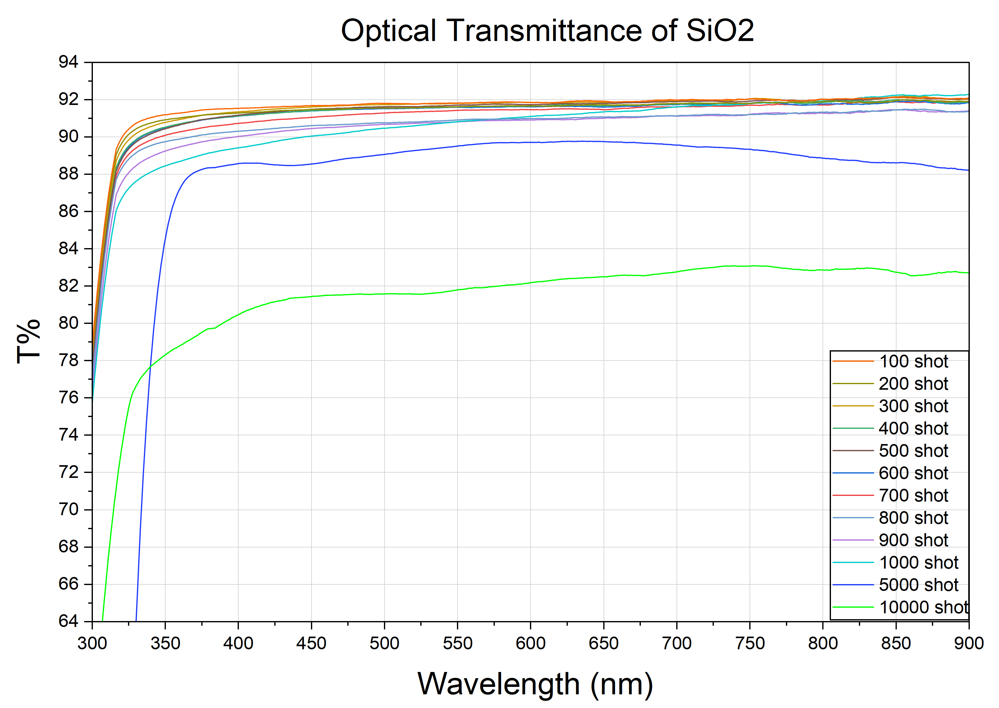 Optical Transmittance of SiO2
94
92
90
88
86
84
82
80
78
76
74
72
70
68
66
64
T%
100 shot
200 shot
300 shot
400 shot
500 shot
600 shot
700 shot
800 shot
900 shot
1000 shot
5000 shot
10000 shot
300 350 400 450 500 550 600 650 700 750 800 850 900
Wavelength (nm)